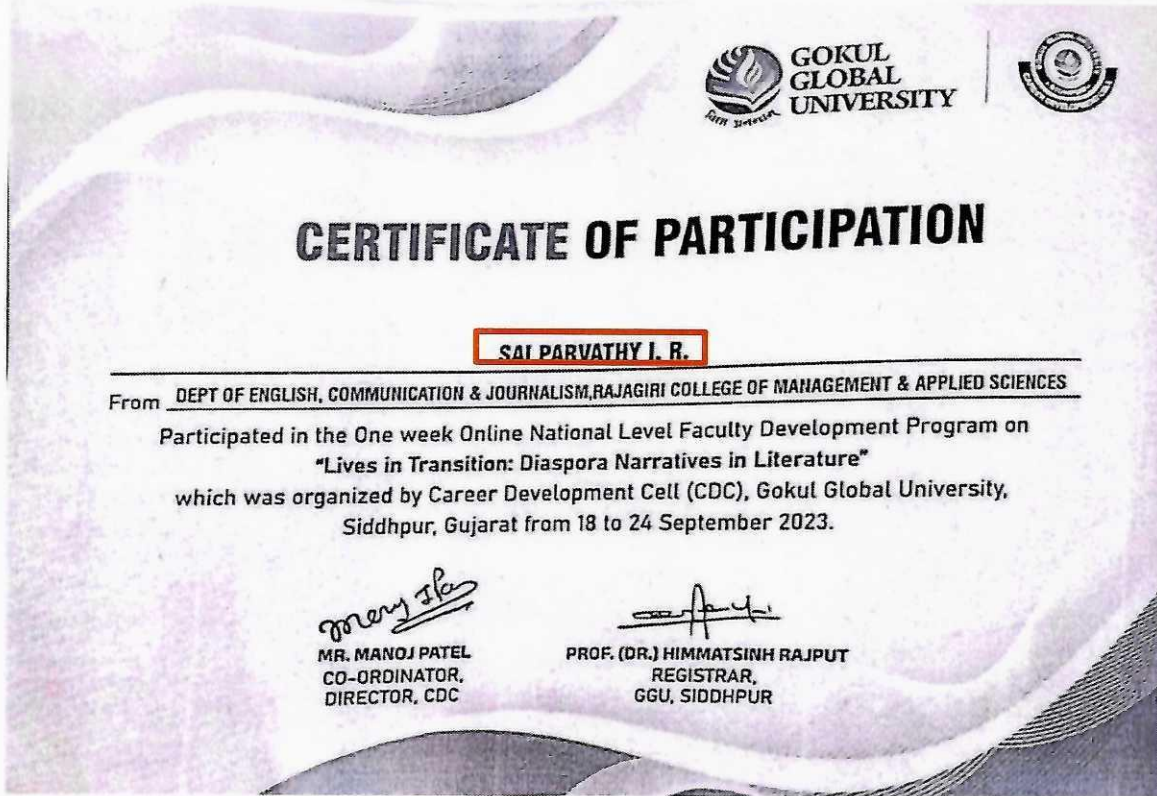 GOKUL
GLOBAL
UNIVERSITY
CERTIFICATE OF PARTICIPATION
SAI PARVATHY I. R.
From DEPT OF ENGLISH, COMMUNICATION & JOURNALISM,RAJAGIRI COLLEGE OF MANAGEMENT & APPLIED SCIENCES
Participated in the One week Online National Level Faculty Development Program on
"Lives in Transition: Diaspora Narratives in Literature"
which was organized by Career Development Cell (CDC), Gokul Global University,
Siddhpur, Gujarat from 18 to 24 September 2023.
MR. MANOJ PATEL
CO-ORDINATOR,
DIRECTOR, CDC
PROF. (DR.) HIMMATSINH RAJPUT
REGISTRAR,
GGU, SIDDHPUR